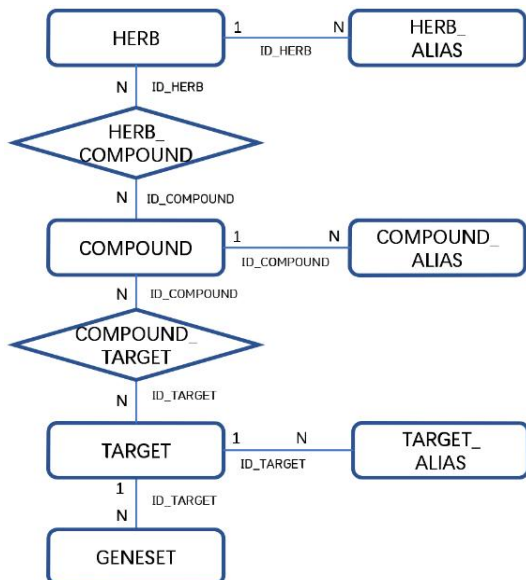 HERB
1
N
ID_HERB
HERB_
ALIAS
N
ID_HERB
HERB_
COMPOUND
N
ID_COMPOUND
COMPOUND
1
N
ID_COMPOUND
COMPOUND_
ALIAS
N
ID_COMPOUND
COMPOUND_
TARGET
N
ID_TARGET
TARGET
1
N
ID_TARGET
TARGET_
ALIAS
1
ID_TARGET
N
GENESET